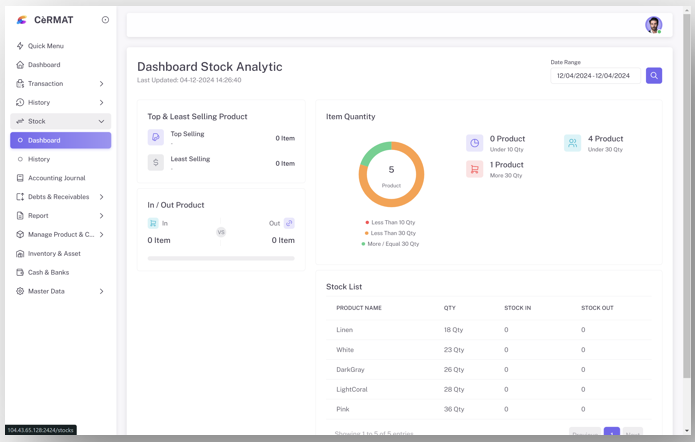 CèRMAT
Quick Menu
Dashboard
Transaction
History
Stock
Dashboard
History
Accounting Journal
Debts & Receivables
Report
Manage Product & C...
Inventory & Asset
Cash & Banks
Master Data
104.43.65.128:2424/stocks
Dashboard Stock Analytic
Last Updated: 04-12-2024 14:26:40
Date Range
12/04/2024 - 12/04/2024
Top & Least Selling Product
Top Selling
-
0 Item
$
Least Selling
-
0 Item
In / Out Product
In
Out
VS
0 Item
0 Item
Item Quantity
5
Product
Less Than 10 Qty
Less Than 30 Qty
More / Equal 30 Qty
0 Product
Under 10 Qty
4 Product
Under 30 Qty
1 Product
More 30 Qty
Stock List
PRODUCT NAME QTY STOCK IN STOCK OUT
Linen 18 Qty 0 0
White 23 Qty 0 0
DarkGray 26 Qty 0 0
LightCoral 28 Qty 0 0
Pink 36 Qty 0 0
Showing 1 to 5 of 5 entries
Previous 1 Next